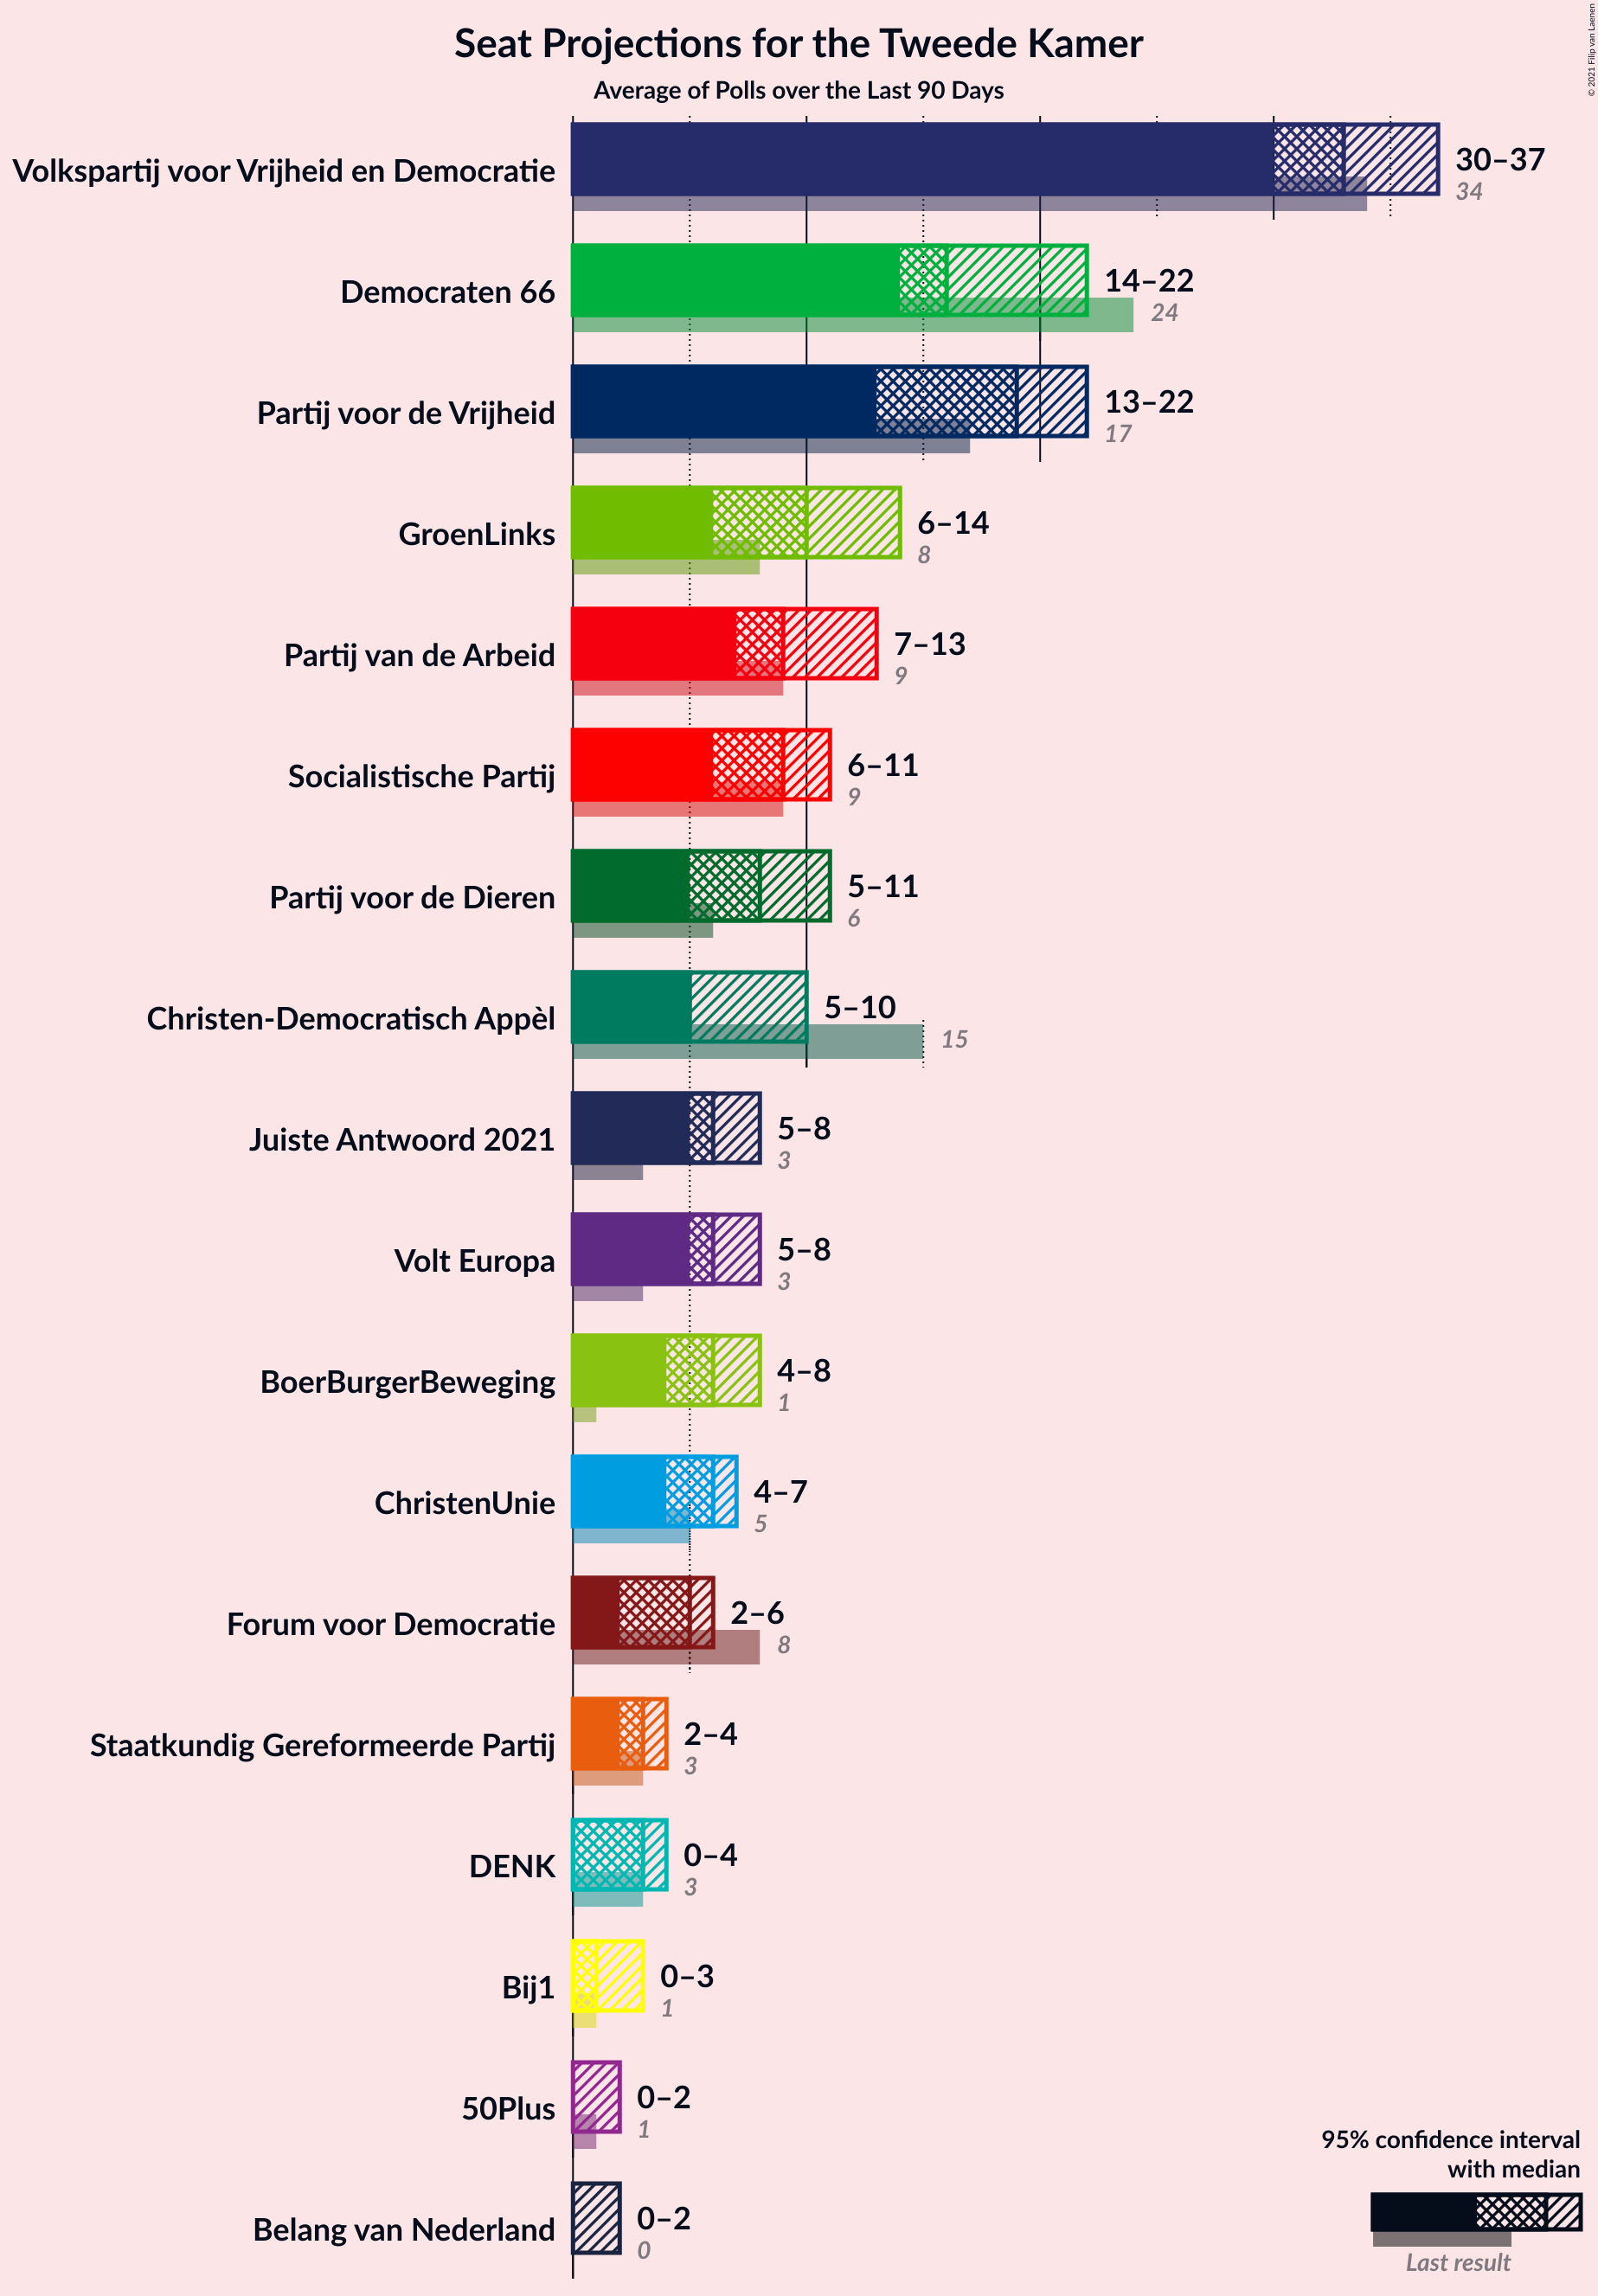 Seat Projections for the Tweede Kamer
Average of Polls over the Last 90 Days
© 2021 Filip van Laenen
Volkspartij voor Vrijheid en Democratie
30–37
34
Democraten 66
14–22
24
Partij voor de Vrijheid
13–22
17
GroenLinks
6–14
8
Partij van de Arbeid
7–13
9
Socialistische Partij
6–11
9
Partij voor de Dieren
5–11
6
Christen-Democratisch Appèl
5–10
15
Juiste Antwoord 2021
5–8
3
Volt Europa
5–8
3
BoerBurgerBeweging
4–8
1
ChristenUnie
4–7
5
Forum voor Democratie
2–6
8
Staatkundig Gereformeerde Partij
2–4
3
DENK
0–4
3
Bij1
0–3
1
50Plus
0–2
1
Belang van Nederland
0–2
0
95% confidence interval
with median
Last result